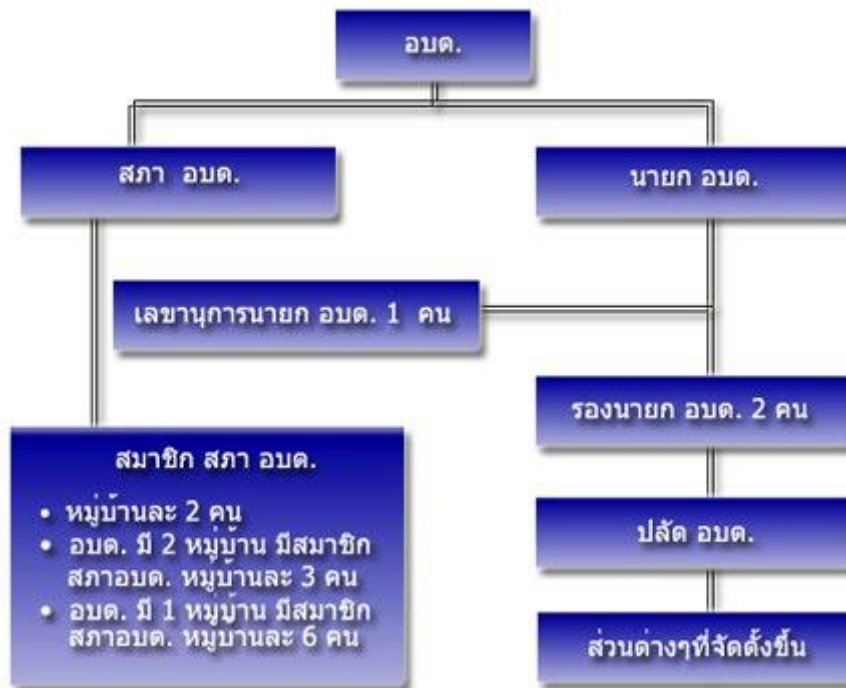 อบต.
สภา อบต.
นายก อบต.
เลขานุการนายก อบต. 1 คน
รองนายก อบต. 2 คน
สมาชิก สภา อบต.
• หมู่บ้านละ 2 คน
• อบต. มี 2 หมู่บ้าน มีสมาชิก
สภาอบต. หมู่บ้านละ 3 คน
• อบต. มี 1 หมู่บ้าน มีสมาชิก
สภาอบต. หมู่บ้านละ 6 คน
ปลัด อบต.
ส่วนต่างๆที่จัดตั้งขึ้น